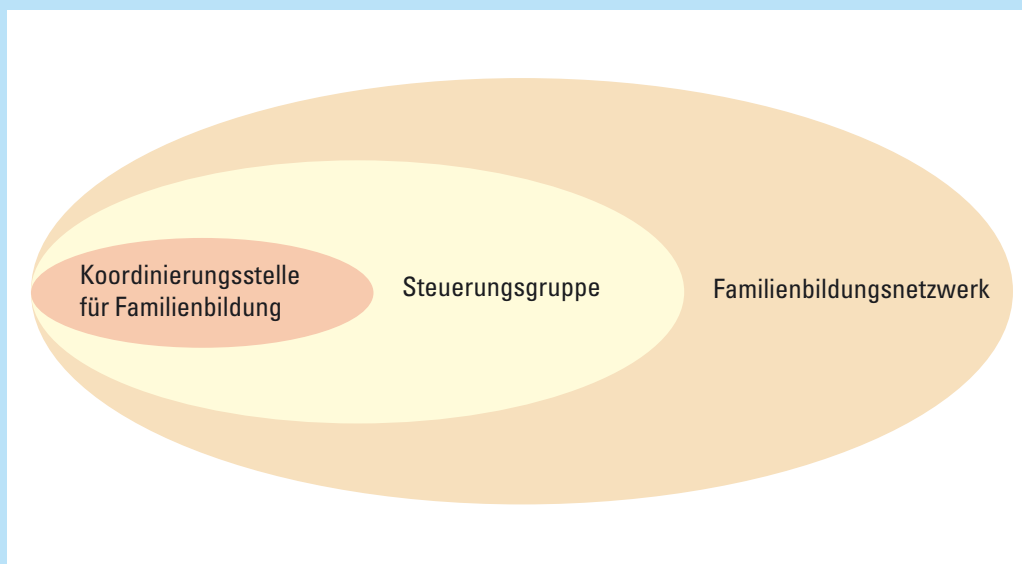 Koordinierungsstelle
für Familienbildung
Steuerungsgruppe
Familienbildungsnetzwerk